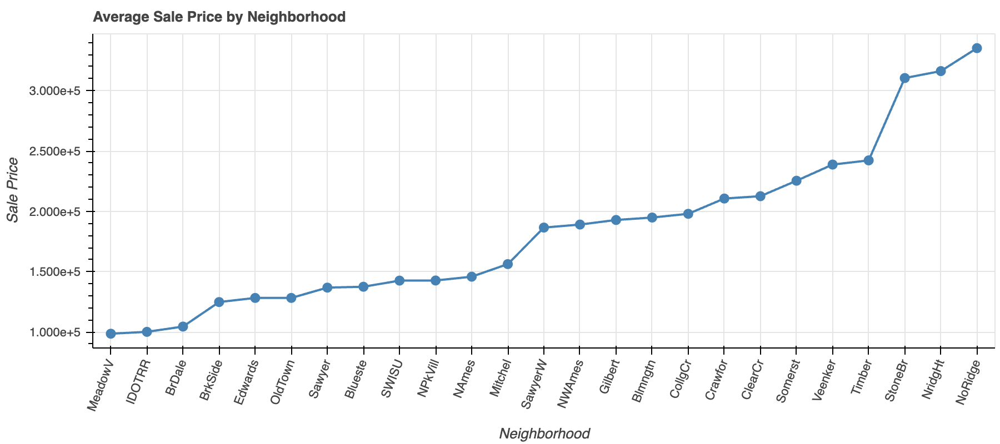 Average Sale Price by Neighborhood
Sale Price
3.000e+5
2.500e+5
2.000e+5
1.500e+5
1.000e+5
MeadowV
IDOTRR
BrDale
BrkSide
Edwards
OldTown
Sawyer
Blueste
SWISU
NPkVill
NAmes
Mitchel
SawyerW
NWAmes
Gilbert
Blmngtn
CollgCr
Crawfor
ClearCr
Somerst
Veenker
Timber
StoneBr
NridgHt
NoRidge
Neighborhood